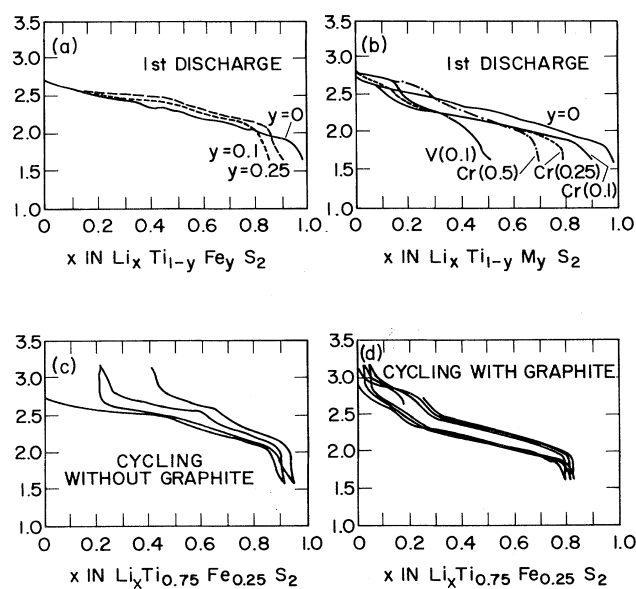 3.5
(a)
1st DISCHARGE
3.0
2.5
2.0
1.5
1.0
y=0
y=0.1
y=0.25
0 0.2 0.4 0.6 0.8 1.0
x IN LixTi1-yFeyS2
3.5
(b)
1st DISCHARGE
3.0
2.5
2.0
1.5
1.0
y=0
V(0.1)
Cr(0.5)
Cr(0.25)
Cr(0.1)
0 0.2 0.4 0.6 0.8 1.0
x IN LixTi1-yMyS2
3.5
(c)
3.0
2.5
2.0
1.5
1.0
CYCLING
WITHOUT GRAPHITE
0 0.2 0.4 0.6 0.8 1.0
x IN LixTi0.75Fe0.25S2
3.5
(d)
CYCLING WITH GRAPHITE
3.0
2.5
2.0
1.5
1.0
0 0.2 0.4 0.6 0.8 1.0
x IN LixTi0.75Fe0.25S2